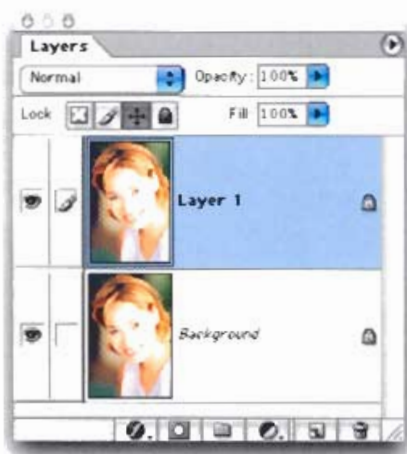 Layers
Normal Opacity: 100%
Lock Fill 100%
Layer 1
Background